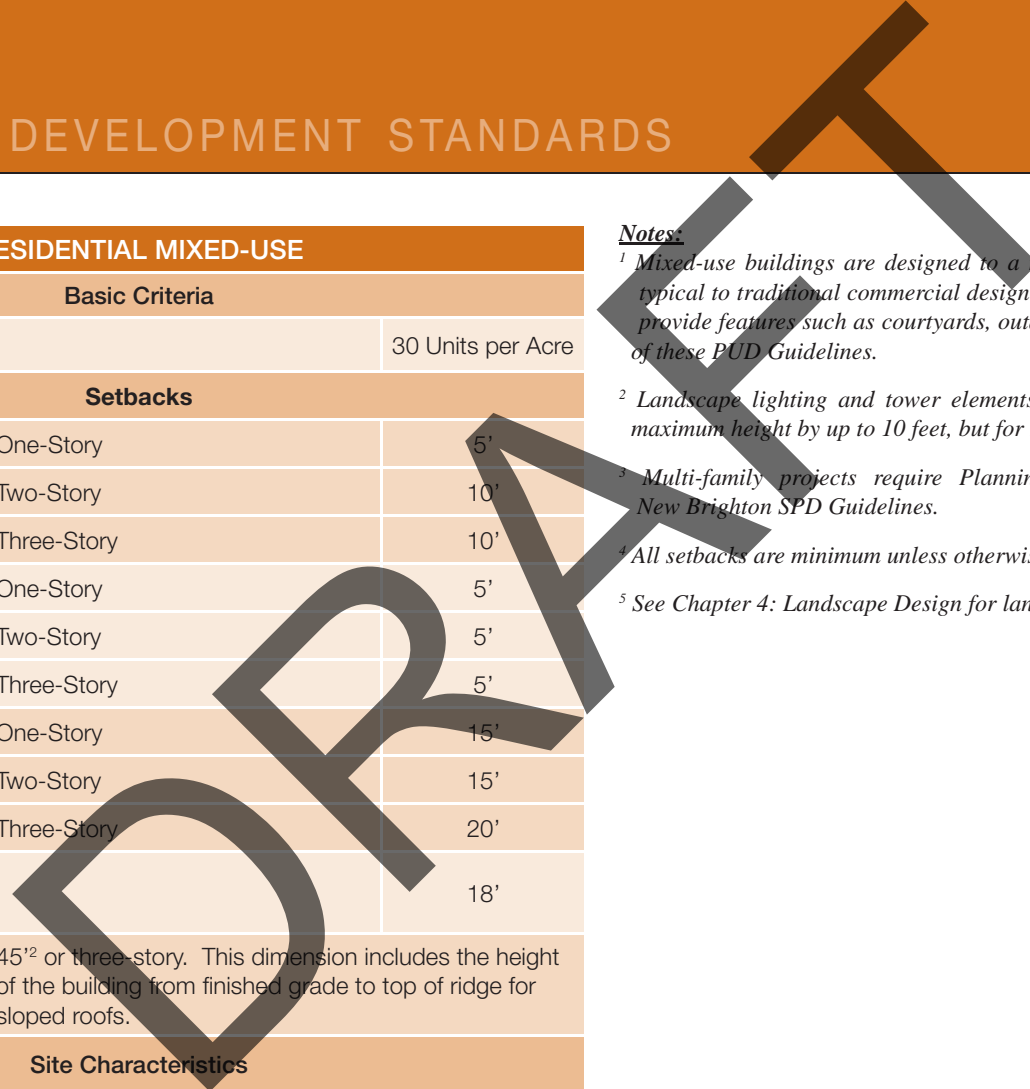 DEVELOPMENT STANDARDS
ESIDENTIAL MIXED-USE
Basic Criteria
30 Units per Acre
Setbacks
One-Story 5’
Two-Story 10’
Three-Story 10’
One-Story 5’
Two-Story 5’
Three-Story 5’
One-Story 15’
Two-Story 15’
Three-Story 20’
18’
45’² or three-story. This dimension includes the height
of the building from finished grade to top of ridge for
sloped roofs.
Site Characteristics
Notes:
¹ Mixed-use buildings are designed to a
typical to traditional commercial design
provide features such as courtyards, out
of these PUD Guidelines.
² Landscape lighting and tower elements
maximum height by up to 10 feet, but for
³ Multi-family projects require Plannin
New Brighton SPD Guidelines.
⁴ All setbacks are minimum unless otherwis
⁵ See Chapter 4: Landscape Design for lan
DRAFT